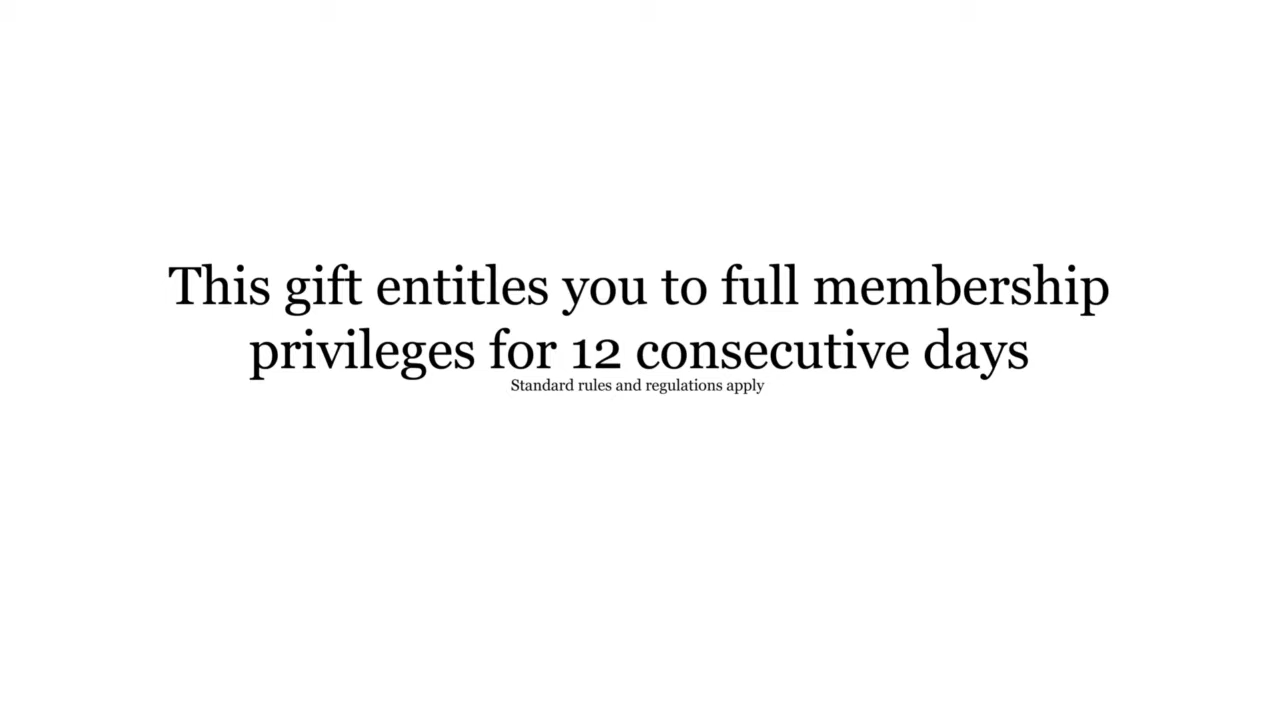 This gift entitles you to full membership
privileges for 12 consecutive days
Standard rules and regulations apply